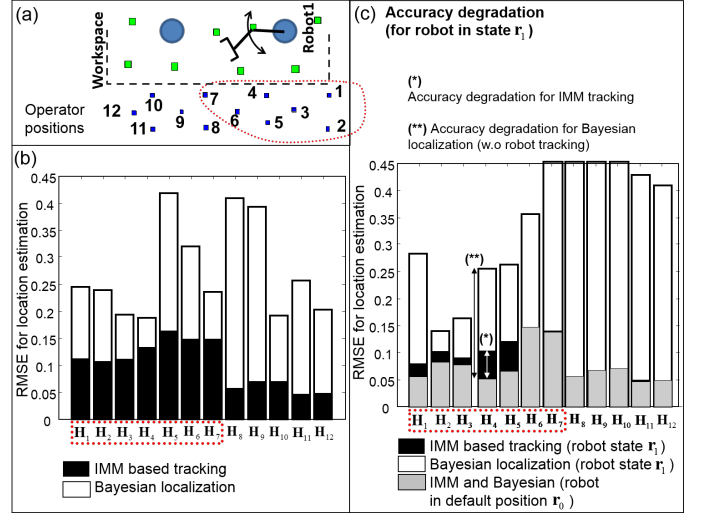 (a)
Workspace
Robot1
Operator
positions
1
2
3
4
5
6
7
8
9
10
11
12
(b)
RMSE for location estimation
0.45
0.4
0.35
0.3
0.25
0.2
0.15
0.1
0.05
0
H1 H2 H3 H4 H5 H6 H7 H8 H9 H10 H11 H12
IMM based tracking
Bayesian localization
(c) Accuracy degradation
(for robot in state r1 )
(*)
Accuracy degradation for IMM tracking
(**) Accuracy degradation for Bayesian
localization (w.o robot tracking)
RMSE for location estimation
0.45
0.4
0.35
0.3
0.25
0.2
0.15
0.1
0.05
0
(**)
(*)
H1 H2 H3 H4 H5 H6 H7 H8 H9 H10 H11 H12
IMM based tracking (robot state r1 )
Bayesian localization (robot state r1 )
IMM and Bayesian (robot
in default position r0 )